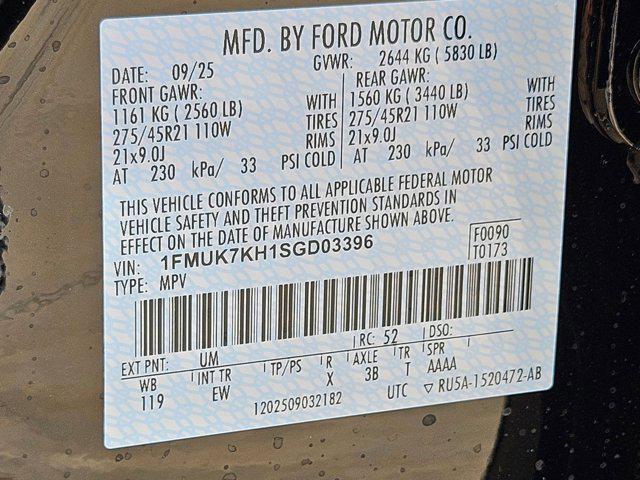 MFD. BY FORD MOTOR CO.
DATE: 09/25 GVWR: 2644 KG ( 5830 LB)
FRONT GAWR: REAR GAWR:
1161 KG ( 2560 LB) WITH 1560 KG ( 3440 LB) WITH
275/45R21 110W TIRES 275/45R21 110W TIRES
21x9.0J RIMS 21x9.0J RIMS
AT 230 kPa/ 33 PSI COLD AT 230 kPa/ 33 PSI COLD
THIS VEHICLE CONFORMS TO ALL APPLICABLE FEDERAL MOTOR
VEHICLE SAFETY AND THEFT PREVENTION STANDARDS IN
EFFECT ON THE DATE OF MANUFACTURE SHOWN ABOVE.
VIN: 1FMUK7KH1SGD03396 F0090
TYPE: MPV T0173
EXT PNT: UM RC: 52 DSO:
WB INT TR TP/PS R AXLE TR SPR
119 EW X 3B T AAAA
1202509032182 UTC ▽ RU5A-1520472-AB